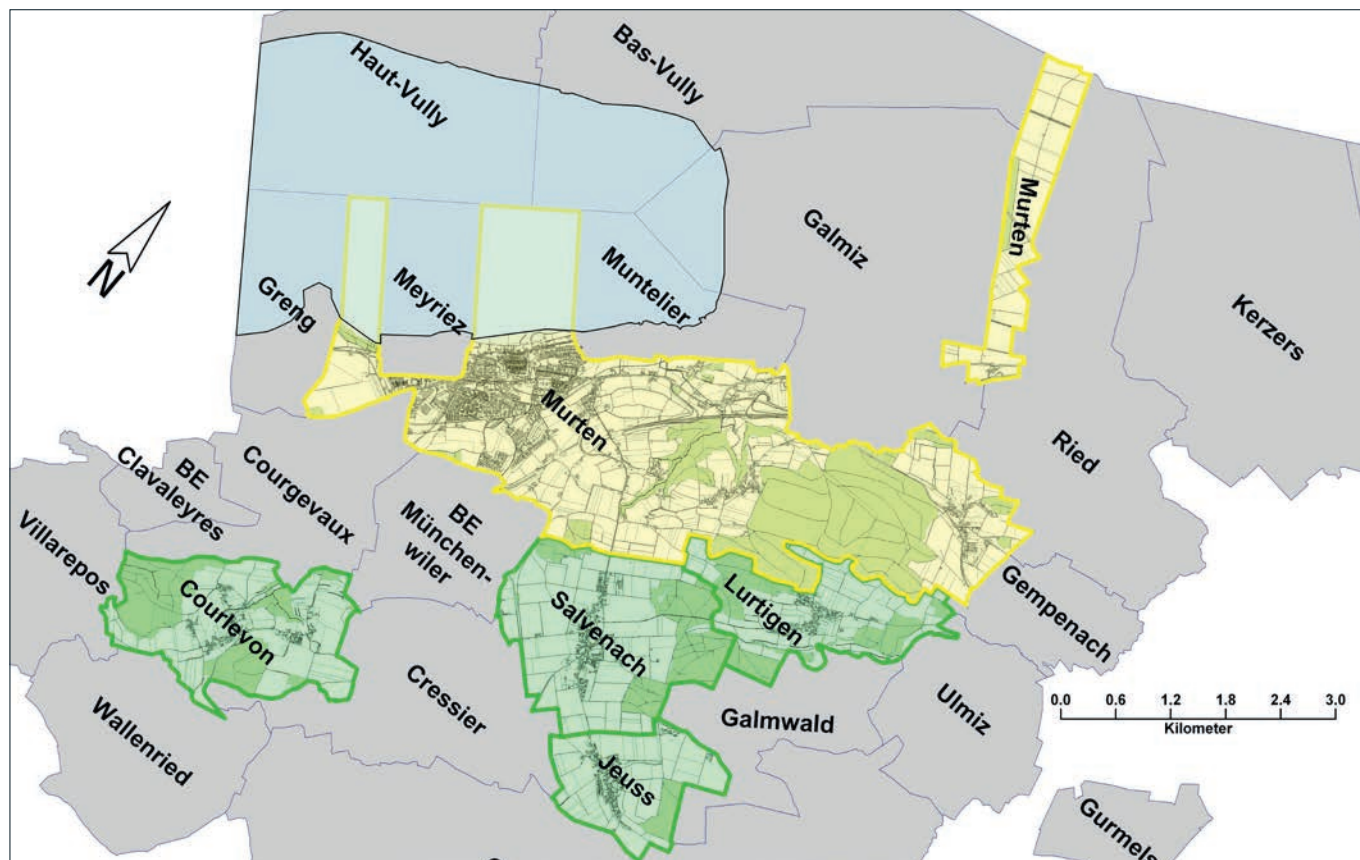 Haut-Vully
Bas-Vully
Murten
Galmiz
Kerzers
N
Greng
Meyriez
Muntelier
Murten
Ried
BE
Clavaleyres
Courgevaux
BE
München-
wiler
Villarepos
Courlevon
Salvenach
Lurtigen
Gempenach
Wallenried
Cressier
Galmwald
Ulmiz
0.0 0.6 1.2 1.8 2.4 3.0
Kilometer
Jeuss
Gurmels